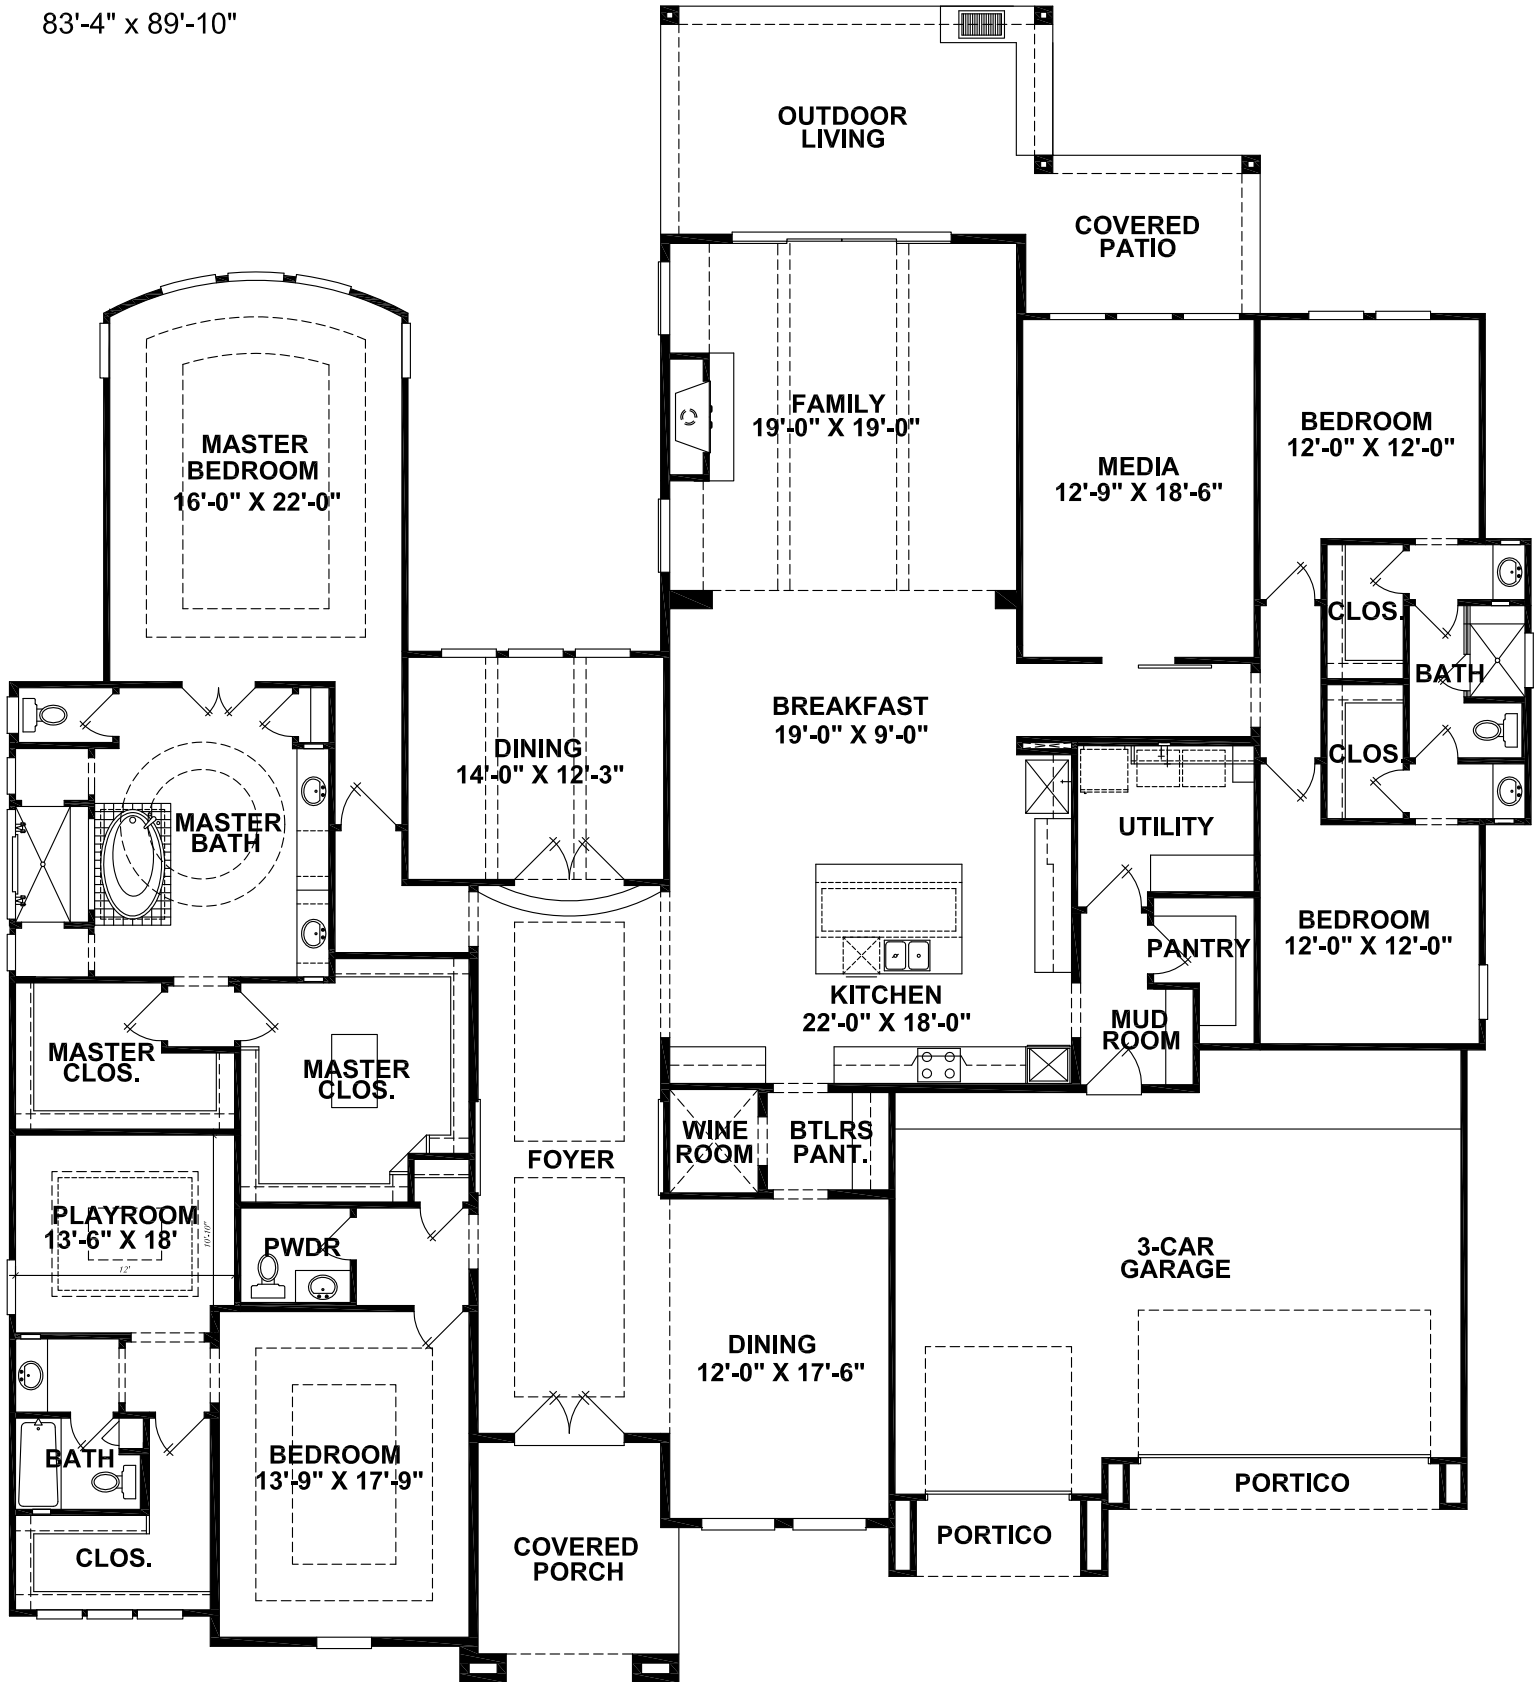 83'-4" x 89'-10"
OUTDOOR
LIVING
COVERED
PATIO
FAMILY
19'-0" X 19'-0"
MASTER
BEDROOM
16'-0" X 22'-0"
MEDIA
12'-9" X 18'-6"
BEDROOM
12'-0" X 12'-0"
CLOS.
BATH
CLOS.
BREAKFAST
19'-0" X 9'-0"
DINING
14'-0" X 12'-3"
MASTER
BATH
UTILITY
BEDROOM
12'-0" X 12'-0"
PANTRY
KITCHEN
22'-0" X 18'-0"
MUD
ROOM
MASTER
CLOS.
MASTER
CLOS.
WINE
ROOM
BTLRS
PANT.
FOYER
PLAYROOM
13'-6" X 18'
10'-10"
12'
PWDR
3-CAR
GARAGE
DINING
12'-0" X 17'-6"
BATH
BEDROOM
13'-9" X 17'-9"
PORTICO
PORTICO
CLOS.
COVERED
PORCH